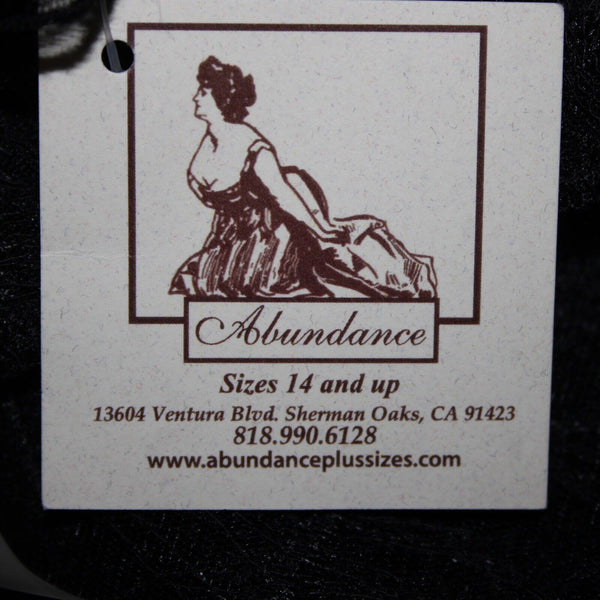 Abundance
Sizes 14 and up
13604 Ventura Blvd. Sherman Oaks, CA 91423
818.990.6128
www.abundanceplussizes.com